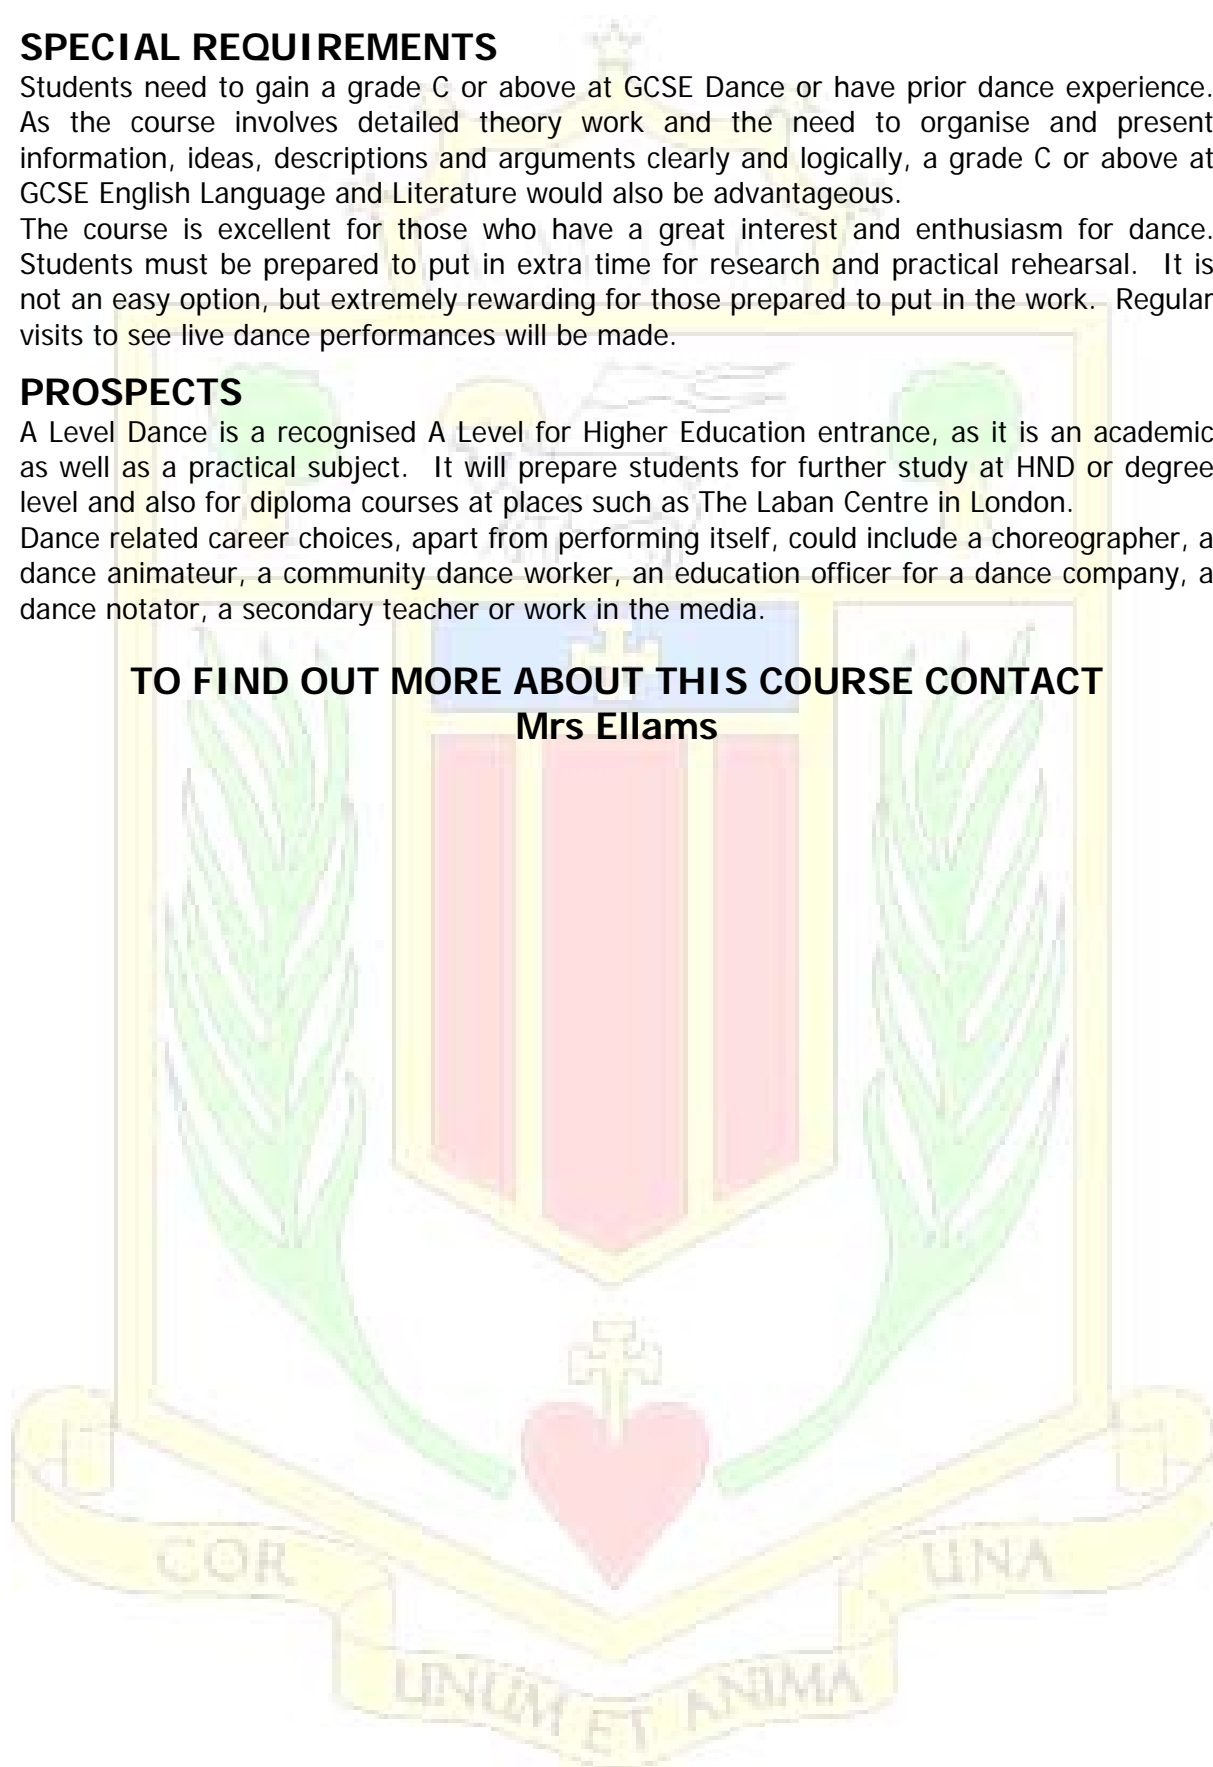 SPECIAL REQUIREMENTS
Students need to gain a grade C or above at GCSE Dance or have prior dance experience.
As the course involves detailed theory work and the need to organise and present
information, ideas, descriptions and arguments clearly and logically, a grade C or above at
GCSE English Language and Literature would also be advantageous.
The course is excellent for those who have a great interest and enthusiasm for dance.
Students must be prepared to put in extra time for research and practical rehearsal. It is
not an easy option, but extremely rewarding for those prepared to put in the work. Regular
visits to see live dance performances will be made.
PROSPECTS
A Level Dance is a recognised A Level for Higher Education entrance, as it is an academic
as well as a practical subject. It will prepare students for further study at HND or degree
level and also for diploma courses at places such as The Laban Centre in London.
Dance related career choices, apart from performing itself, could include a choreographer, a
dance animateur, a community dance worker, an education officer for a dance company, a
dance notator, a secondary teacher or work in the media.
TO FIND OUT MORE ABOUT THIS COURSE CONTACT
Mrs Ellams
COR UNUM ET ANIMA UNA